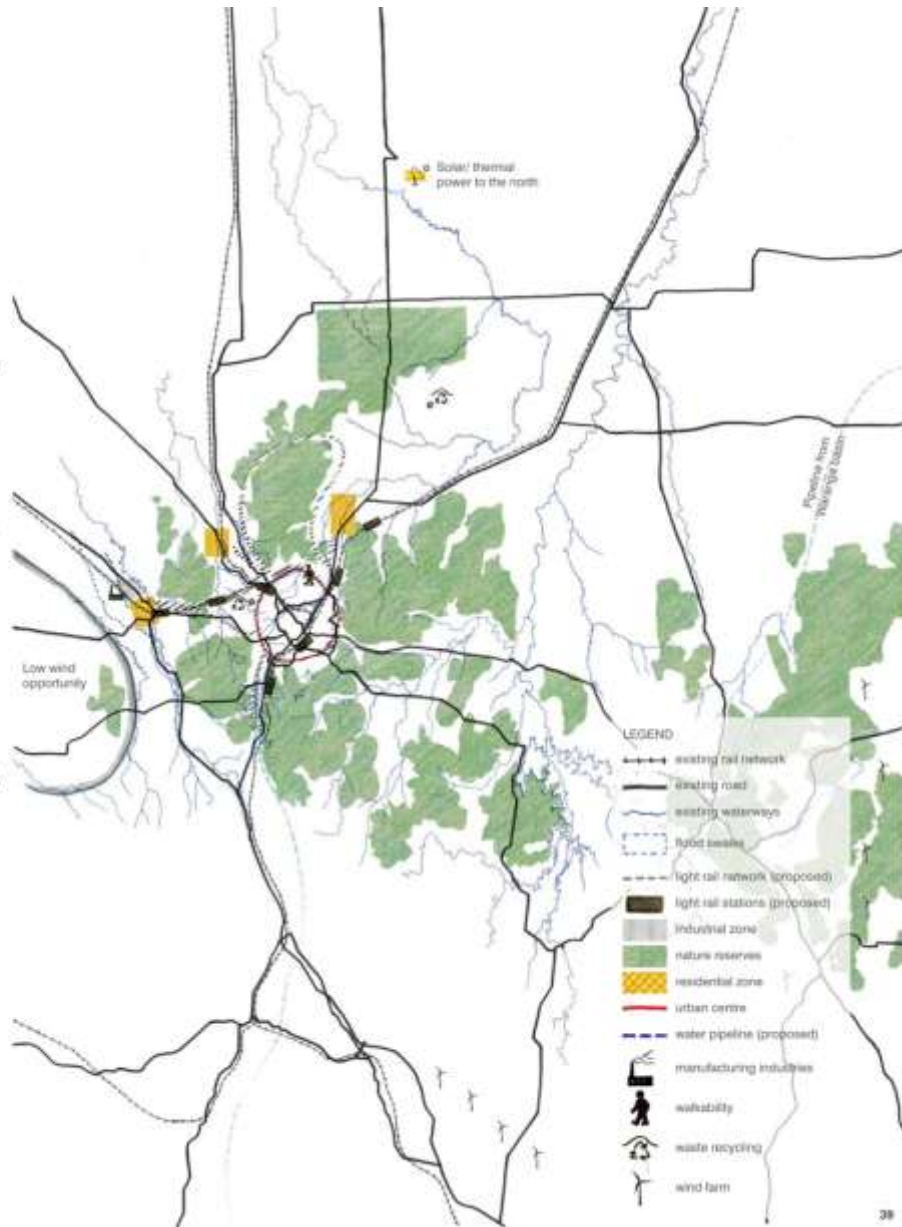 Solar/ thermal
power to the north
Pipeline from
Waranga basin
Low wind
opportunity
LEGEND
existing rail network
existing road
existing waterways
flood swales
light rail network (proposed)
light rail stations (proposed)
industrial zone
nature reserves
residential zone
urban centre
water pipeline (proposed)
manufacturing industries
walkability
waste recycling
wind farm
39